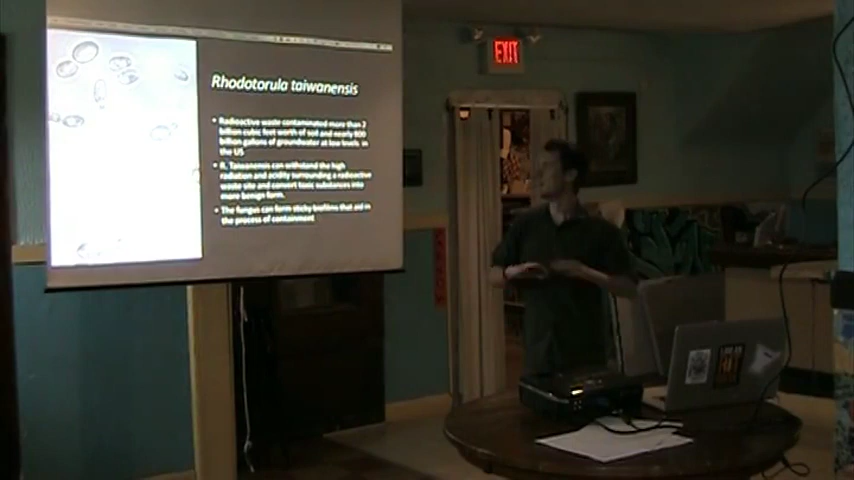 EXIT
Rhodotorula taiwanensis
• Radioactive waste contaminated more than 2
billion cubic feet worth of soil and nearly 800
billion gallons of groundwater at low levels, in
the US
• R. Taiwanensis can withstand the high
radiation and acidity surrounding a radioactive
waste site and convert toxic substances into
more benign form.
• The fungus can form sticky biofilms that aid in
the process of containment